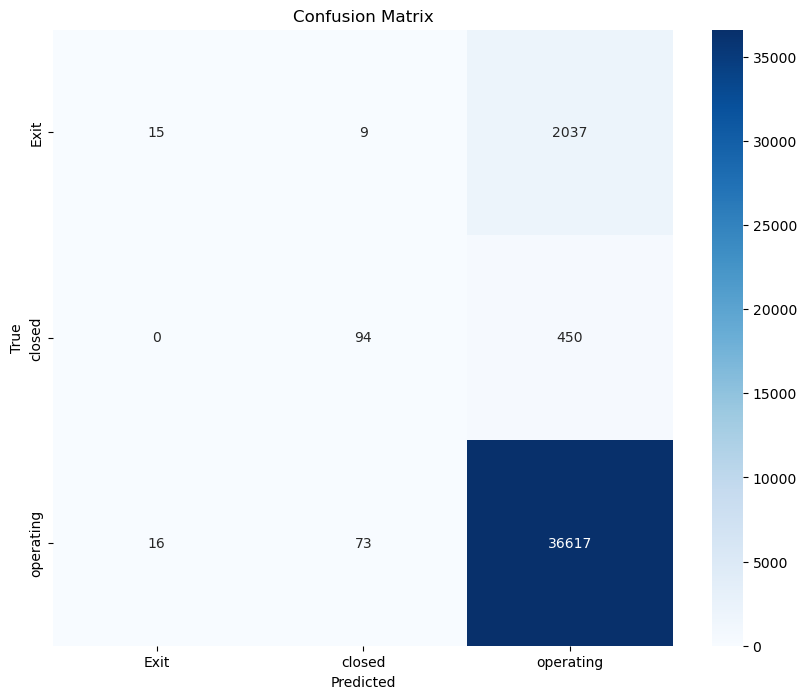 Confusion Matrix
Exit
closed
operating
True
15 9 2037
0 94 450
16 73 36617
Exit closed operating
Predicted
35000
30000
25000
20000
15000
10000
5000
0